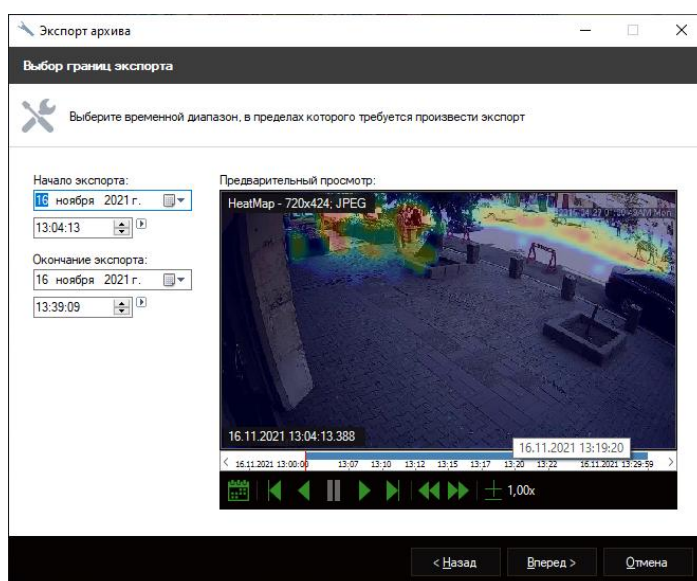 Экспорт архива
Выбор границ экспорта
Выберите временной диапазон, в пределах которого требуется произвести экспорт
Начало экспорта:
16 ноября 2021 г.
13:04:13
Окончание экспорта:
16 ноября 2021 г.
13:39:09
Предварительный просмотр:
HeatMap - 720x424; JPEG
Mon
16.11.2021 13:04:13.388
16.11.2021 13:19:20
16.11.2021 13:00:00 13:07 13:10 13:12 13:15 13:17 13:20 13:22 16.11.2021 13:29:59
1,00x
< Назад Вперед > Отмена